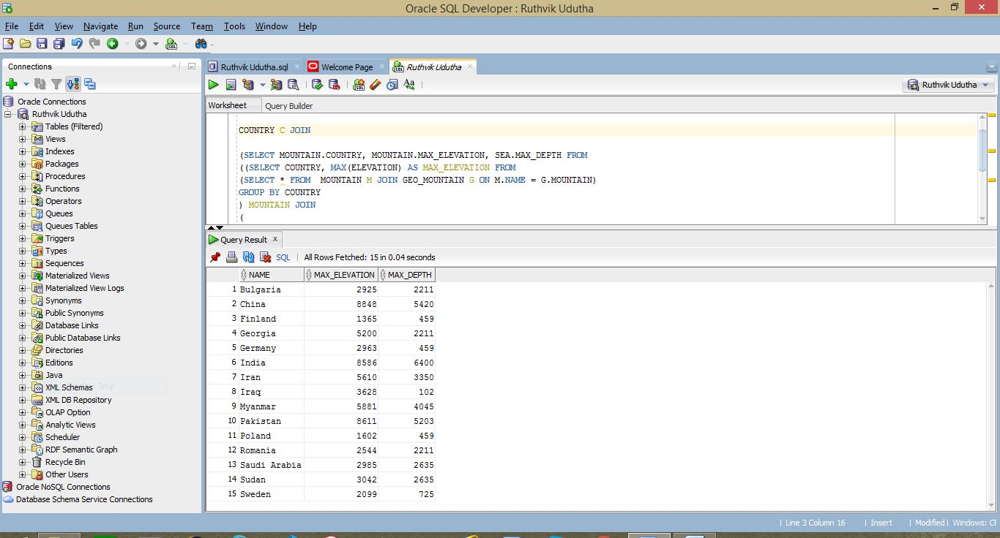 Oracle SQL Developer : Ruthvik Udutha
File Edit View Navigate Run Source Team Tools Window Help
Connections
Oracle Connections
Ruthvik Udutha
Tables (Filtered)
Views
Indexes
Packages
Procedures
Functions
Operators
Queues
Queues Tables
Triggers
Types
Sequences
Materialized Views
Materialized View Logs
Synonyms
Public Synonyms
Database Links
Public Database Links
Directories
Editions
Java
XML Schemas
XML DB Repository
OLAP Option
Analytic Views
Scheduler
RDF Semantic Graph
Recycle Bin
Other Users
Oracle NoSQL Connections
Database Schema Service Connections
Ruthvik Udutha.sql Welcome Page Ruthvik Udutha
Ruthvik Udutha
Worksheet Query Builder
COUNTRY C JOIN
(SELECT MOUNTAIN.COUNTRY, MOUNTAIN.MAX_ELEVATION, SEA.MAX_DEPTH FROM
((SELECT COUNTRY, MAX(ELEVATION) AS MAX_ELEVATION FROM
(SELECT * FROM  MOUNTAIN M JOIN GEO_MOUNTAIN G ON M.NAME = G.MOUNTAIN)
GROUP BY COUNTRY
) MOUNTAIN JOIN
(
Query Result x
SQL | All Rows Fetched: 15 in 0.04 seconds
NAME MAX_ELEVATION MAX_DEPTH
1 Bulgaria 2925 2211
2 China 8848 5420
3 Finland 1365 459
4 Georgia 5200 2211
5 Germany 2963 459
6 India 8586 6400
7 Iran 5610 3350
8 Iraq 3628 102
9 Myanmar 5881 4045
10 Pakistan 8611 5203
11 Poland 1602 459
12 Romania 2544 2211
13 Saudi Arabia 2985 2635
14 Sudan 3042 2635
15 Sweden 2099 725
| Line 3 Column 16 | Insert | Modified | Windows: CR